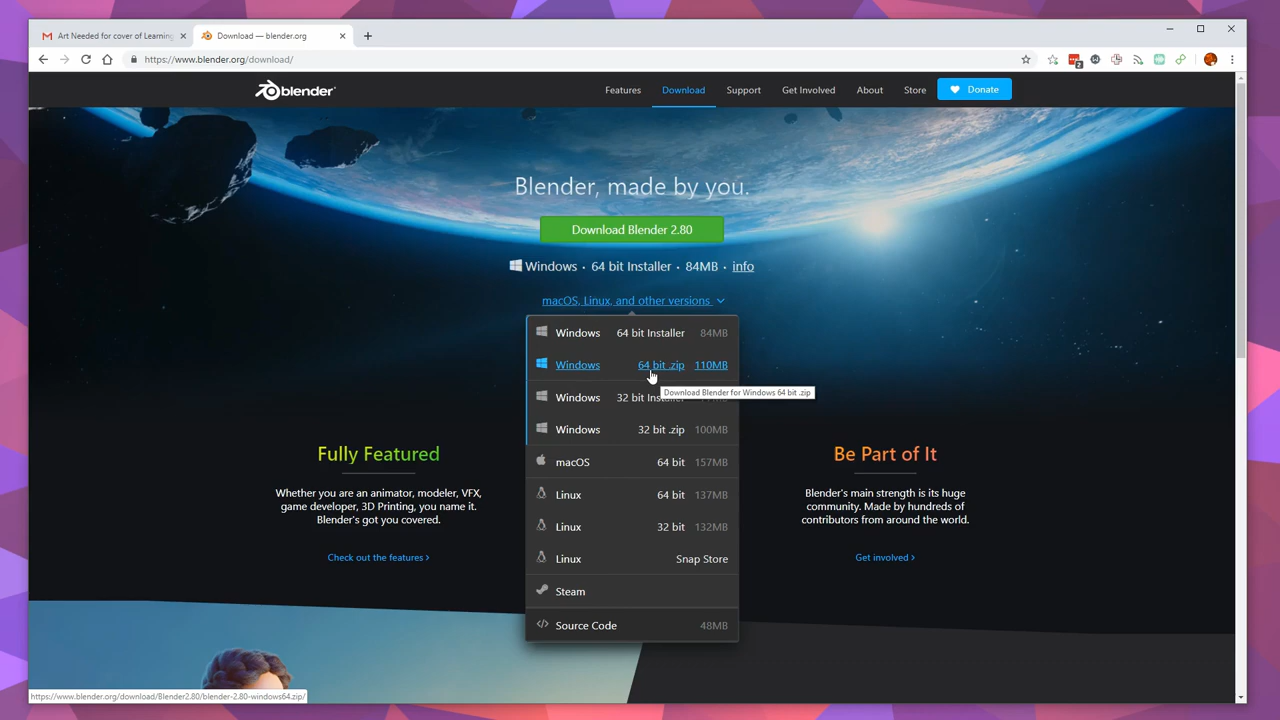 Art Needed for cover of Learning
Download — blender.org
https://www.blender.org/download/
2
blender
Features
Download
Support
Get Involved
About
Store
Donate
Blender, made by you.
Download Blender 2.80
Windows · 64 bit Installer · 84MB · info
macOS, Linux, and other versions
Windows 64 bit Installer 84MB
Windows 64 bit .zip 110MB
Download Blender for Windows 64 bit .zip
Windows 32 bit
Windows 32 bit .zip 100MB
macOS 64 bit 157MB
Linux 64 bit 137MB
Linux 32 bit 132MB
Linux Snap Store
Steam
Source Code 48MB
Fully Featured
Whether you are an animator, modeler, VFX,
game developer, 3D Printing, you name it.
Blender's got you covered.
Check out the features ›
Be Part of It
Blender's main strength is its huge
community. Made by hundreds of
contributors from around the world.
Get involved ›
https://www.blender.org/download/Blender2.80/blender-2.80-windows64.zip/